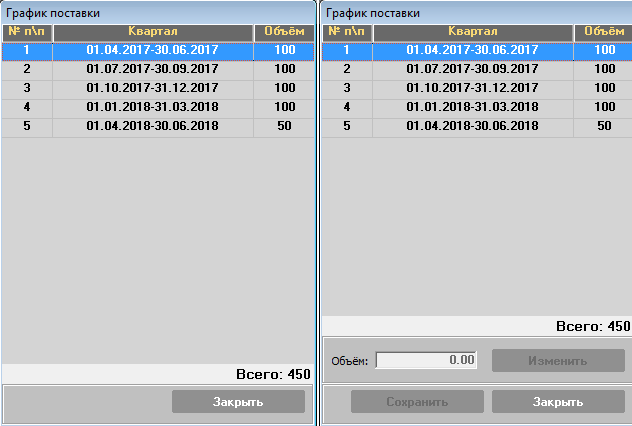 График поставки
№ п\п Квартал Объём
1 01.04.2017-30.06.2017 100
2 01.07.2017-30.09.2017 100
3 01.10.2017-31.12.2017 100
4 01.01.2018-31.03.2018 100
5 01.04.2018-30.06.2018 50
Всего: 450
Закрыть
График поставки
№ п\п Квартал Объём
1 01.04.2017-30.06.2017 100
2 01.07.2017-30.09.2017 100
3 01.10.2017-31.12.2017 100
4 01.01.2018-31.03.2018 100
5 01.04.2018-30.06.2018 50
Всего: 450
Объём: 0.00 Изменить
Сохранить Закрыть